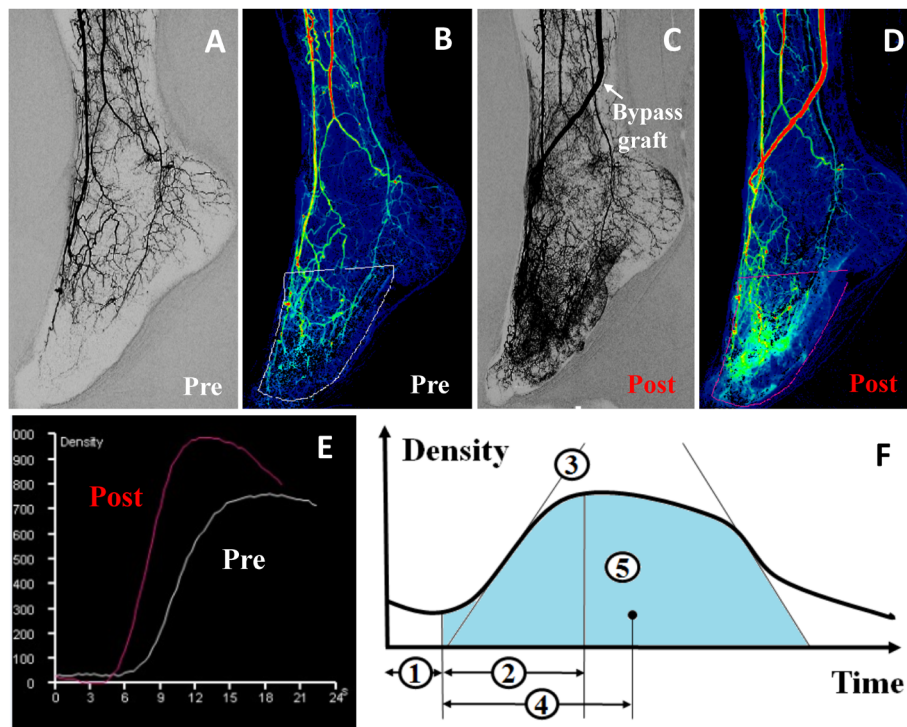 A
B
C
D
Bypass
graft
Pre
Pre
Post
Post
000
Density
E
900
800
700
600
500
400
300
200
100
0
Post
Pre
0
3
6
9
12
15
18
21
24
s
Density
F
③
⑤
①
②
④
Time